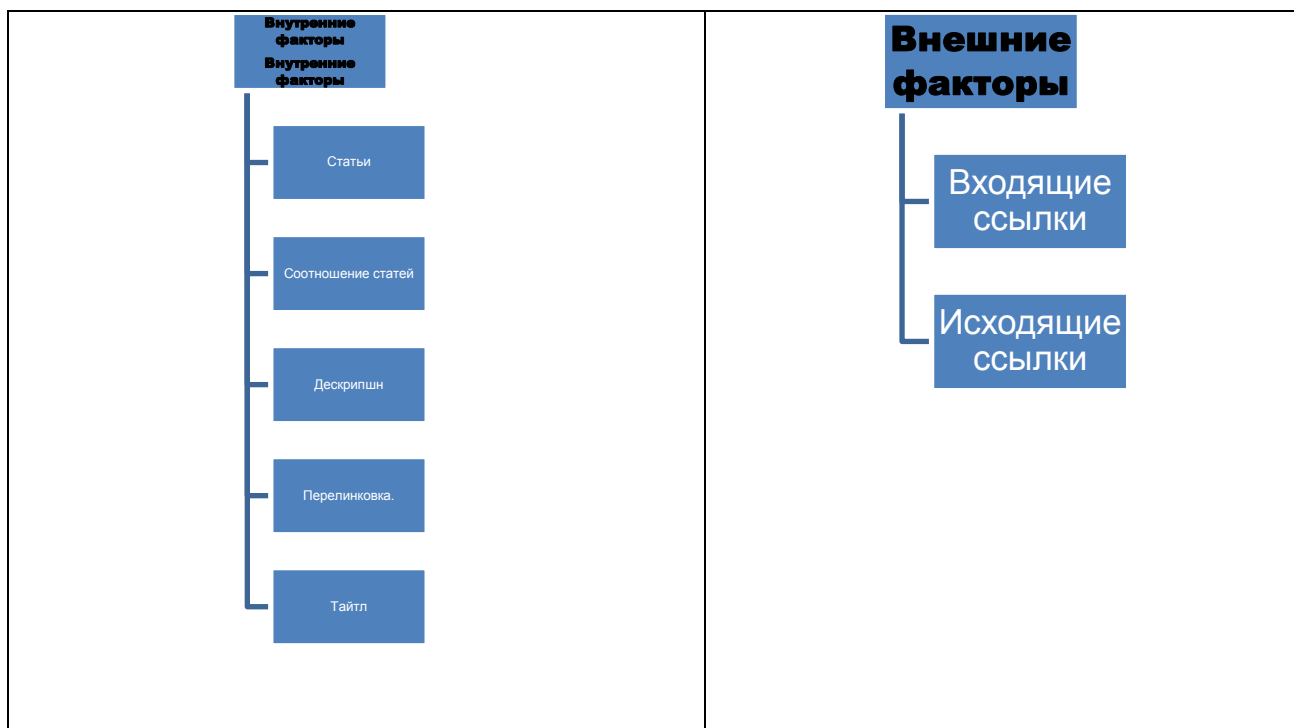 Внутренние
факторы
Внутренние
факторы
Статьи
Соотношение статей
Дескрипшн
Перелинковка.
Тайтл
Внешние
факторы
Входящие
ссылки
Исходящие
ссылки